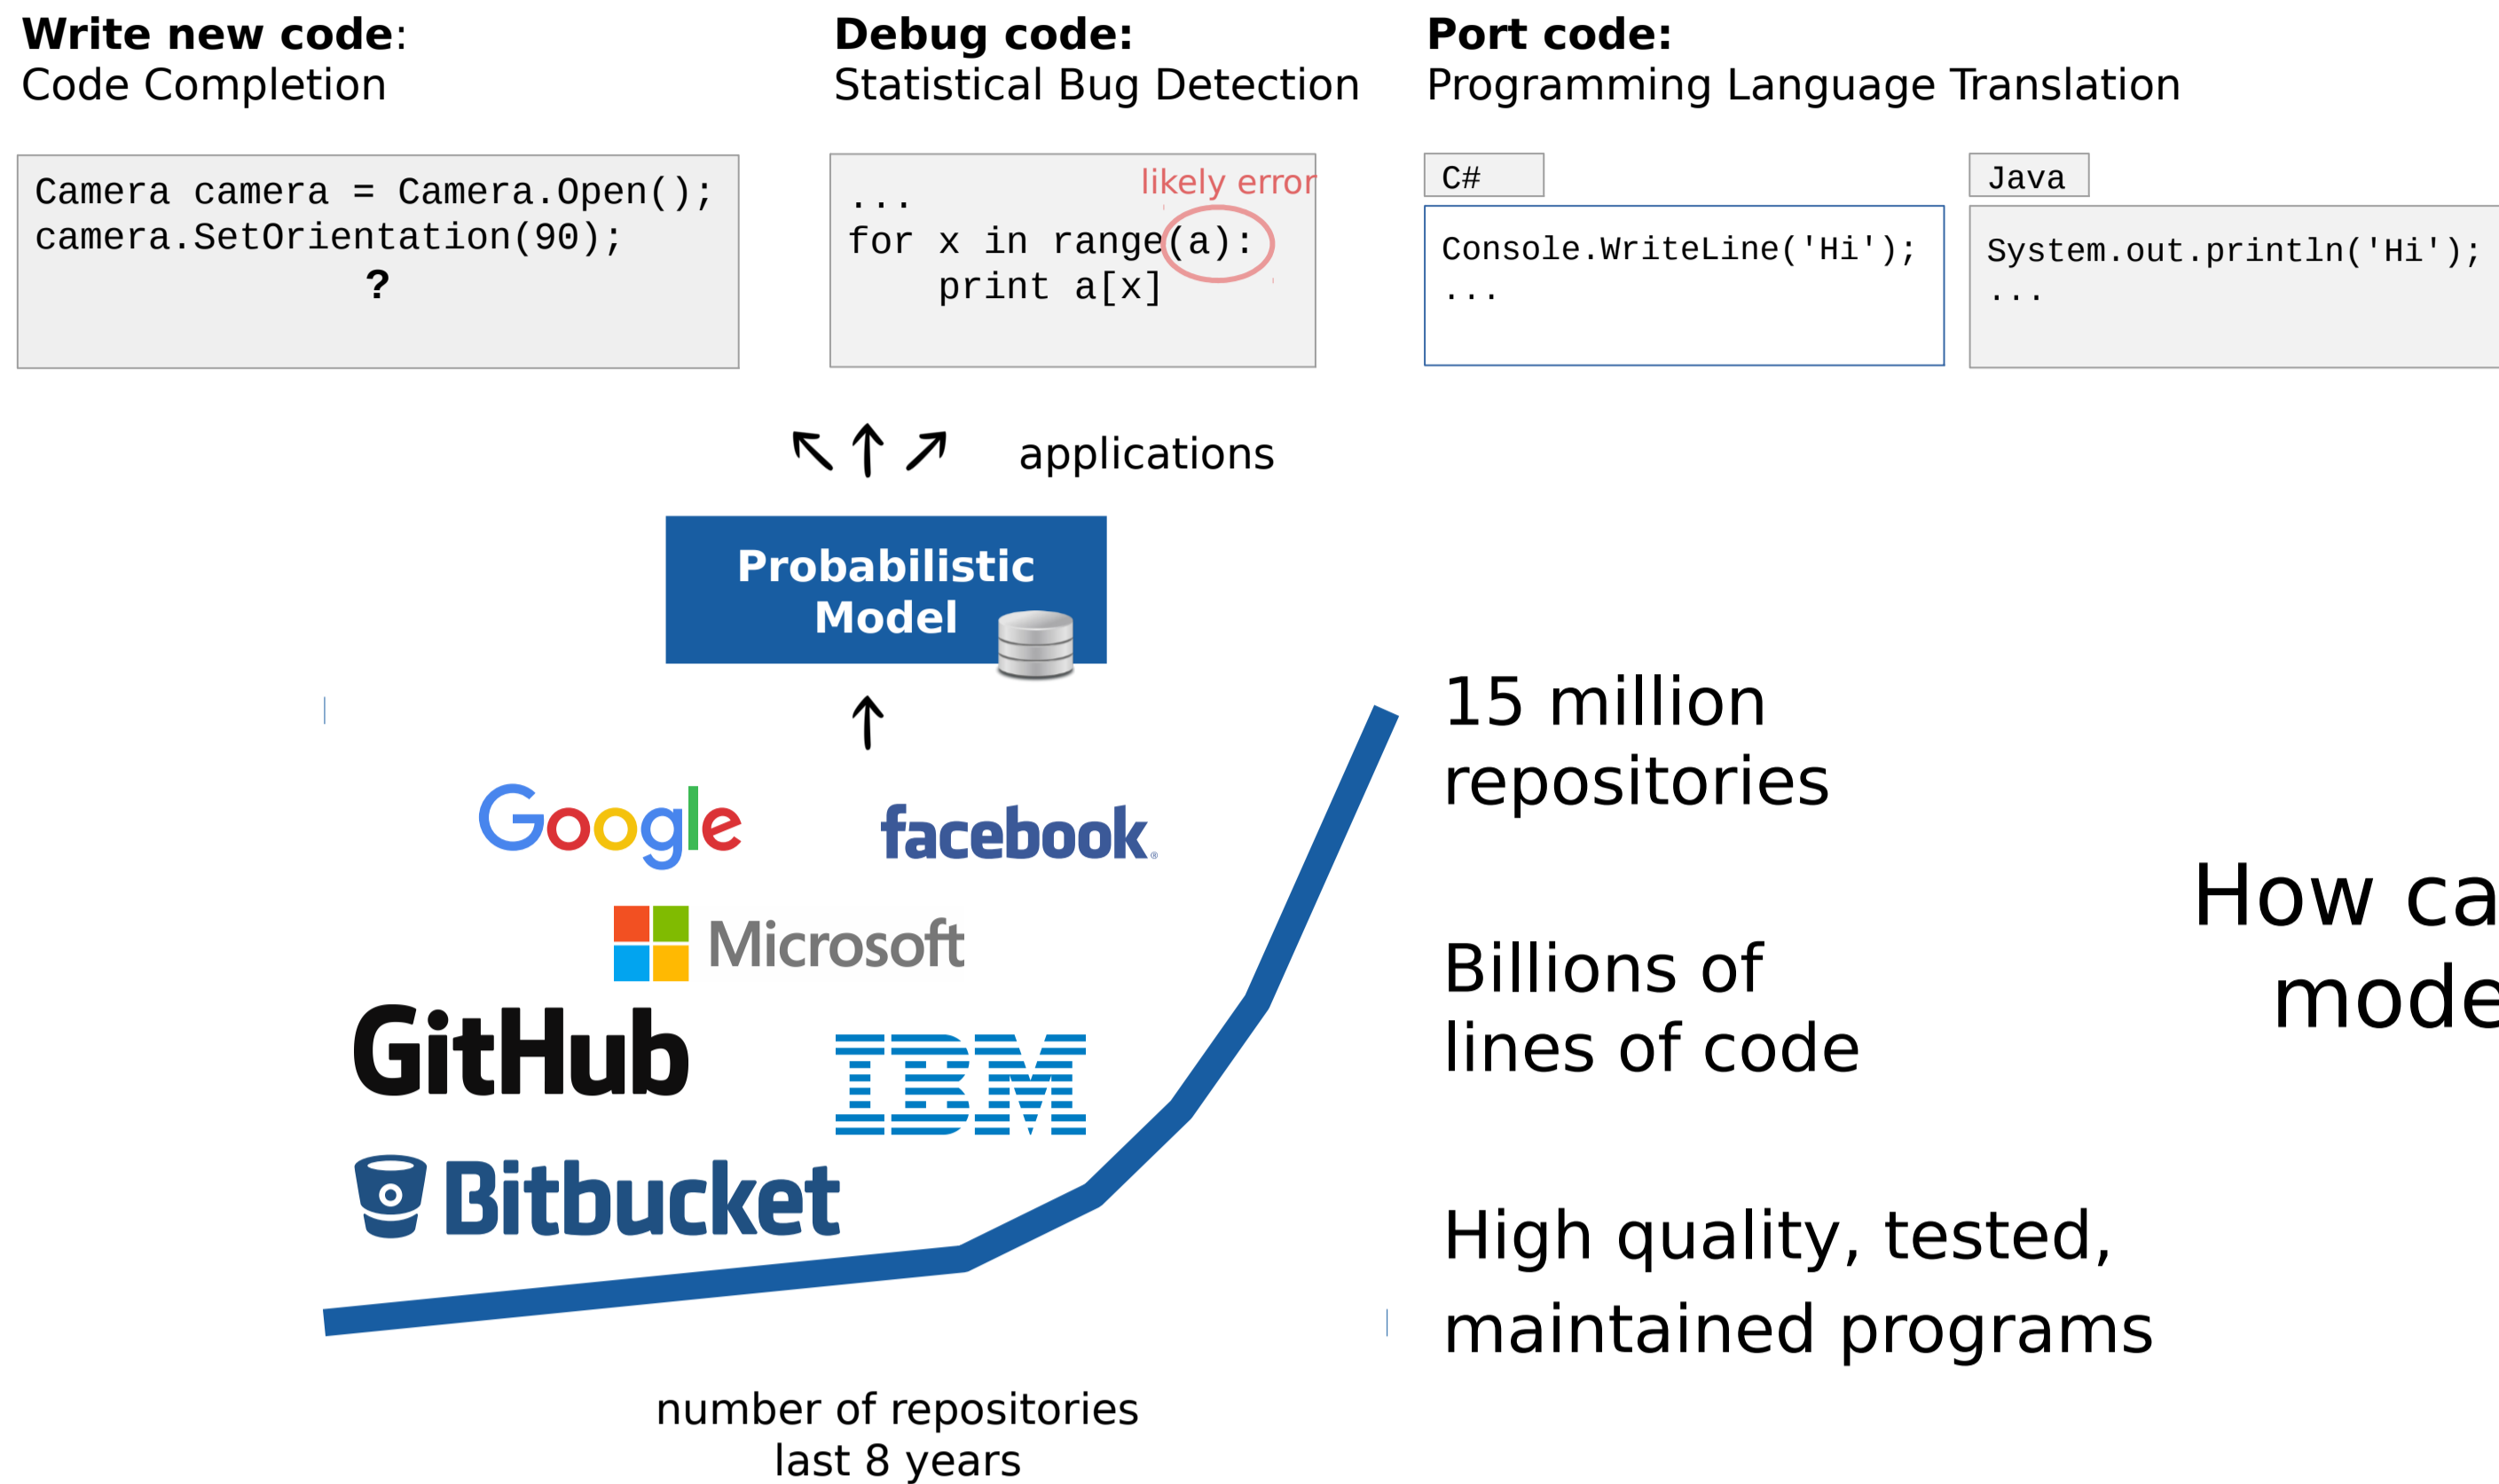 Write new code:
Code Completion
Camera camera = Camera.Open();
camera.SetOrientation(90);
?
Debug code:
Statistical Bug Detection
likely error
...
for x in range(a):
    print a[x]
Port code:
Programming Language Translation
C#
Console.WriteLine('Hi');
...
Java
System.out.println('Hi');
...
applications
Probabilistic
Model
Google
facebook®
Microsoft
GitHub
IBM
Bitbucket
number of repositories
last 8 years
15 million
repositories
Billions of
lines of code
High quality, tested,
maintained programs
How ca
mode